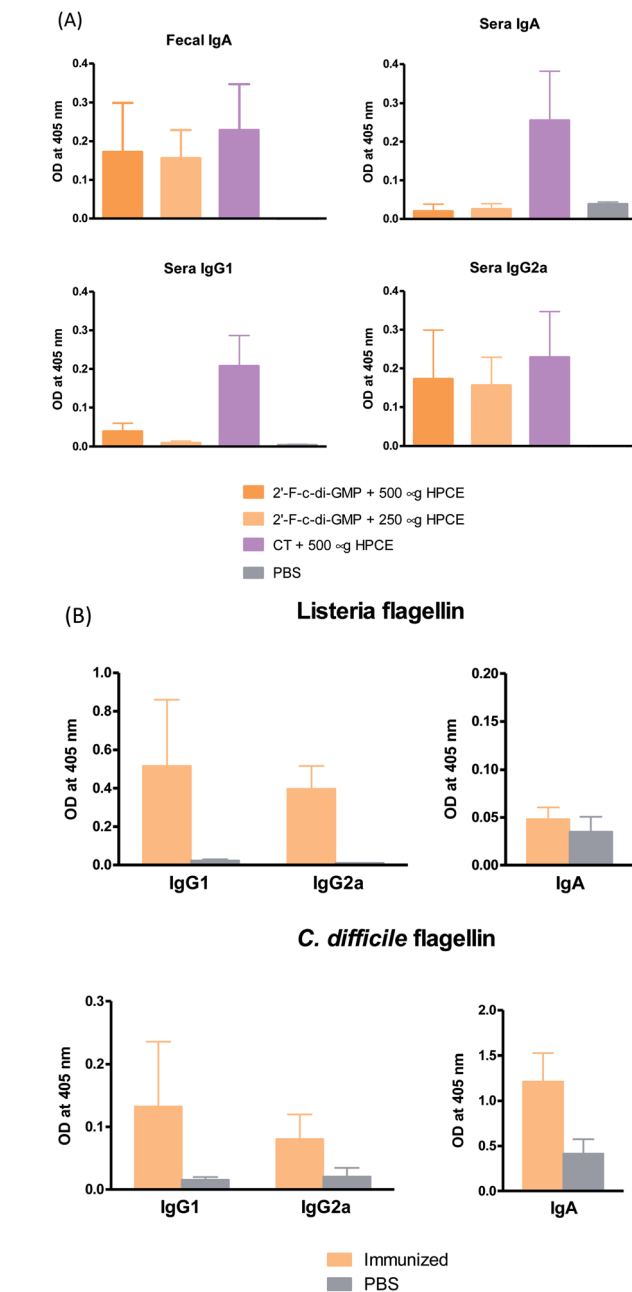 (A)
Fecal IgA
OD at 405 nm
0.4
0.3
0.2
0.1
0.0
Sera IgA
OD at 405 nm
0.4
0.3
0.2
0.1
0.0
Sera IgG1
OD at 405 nm
0.4
0.3
0.2
0.1
0.0
Sera IgG2a
OD at 405 nm
0.4
0.3
0.2
0.1
0.0
2'-F-c-di-GMP + 500 ∝g HPCE
2'-F-c-di-GMP + 250 ∝g HPCE
CT + 500 ∝g HPCE
PBS
(B)
Listeria flagellin
OD at 405 nm
1.0
0.8
0.6
0.4
0.2
0.0
IgG1 IgG2a
OD at 405 nm
0.20
0.15
0.10
0.05
0.00
IgA
C. difficile flagellin
OD at 405 nm
0.3
0.2
0.1
0.0
IgG1 IgG2a
OD at 405 nm
2.0
1.5
1.0
0.5
0.0
IgA
Immunized
PBS